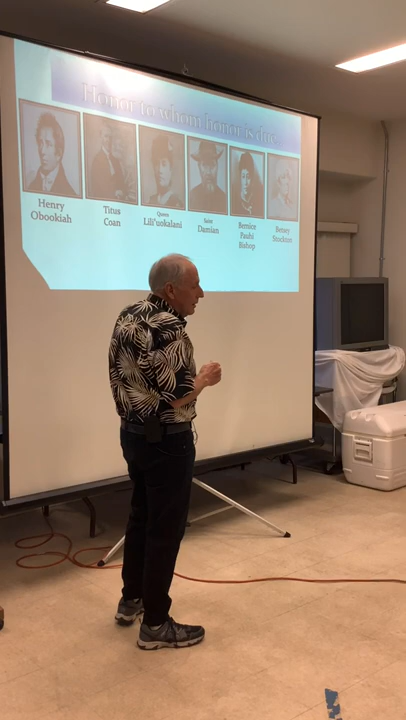 Honor to whom honor is due...
Henry
Obookiah
Titus
Coan
Queen
Lili'uokalani
Saint
Damian
Bernice
Pauhi
Bishop
Betsey
Stockton